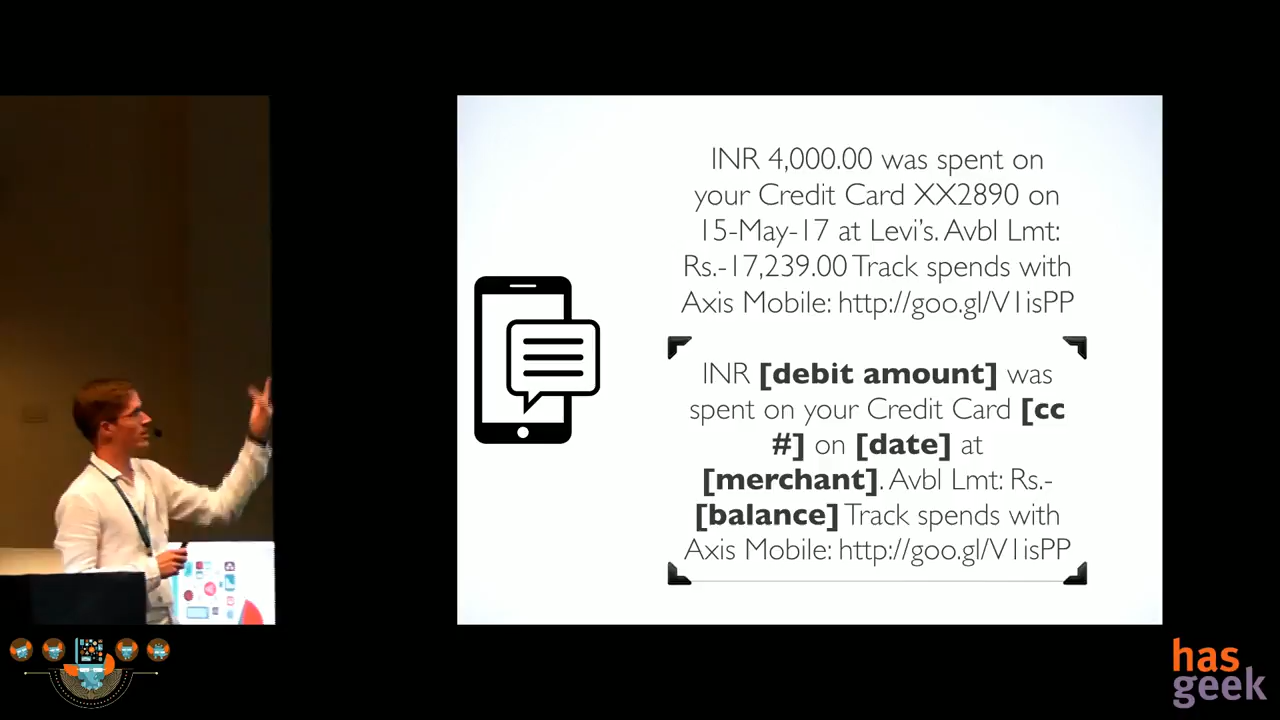 INR 4,000.00 was spent on
your Credit Card XX2890 on
15-May-17 at Levi's. Avbl Lmt:
Rs.-17,239.00 Track spends with
Axis Mobile: http://goo.gl/V1isPP
INR [debit amount] was
spent on your Credit Card [cc
#] on [date] at
[merchant]. Avbl Lmt: Rs.-
[balance] Track spends with
Axis Mobile: http://goo.gl/V1isPP
has
geek